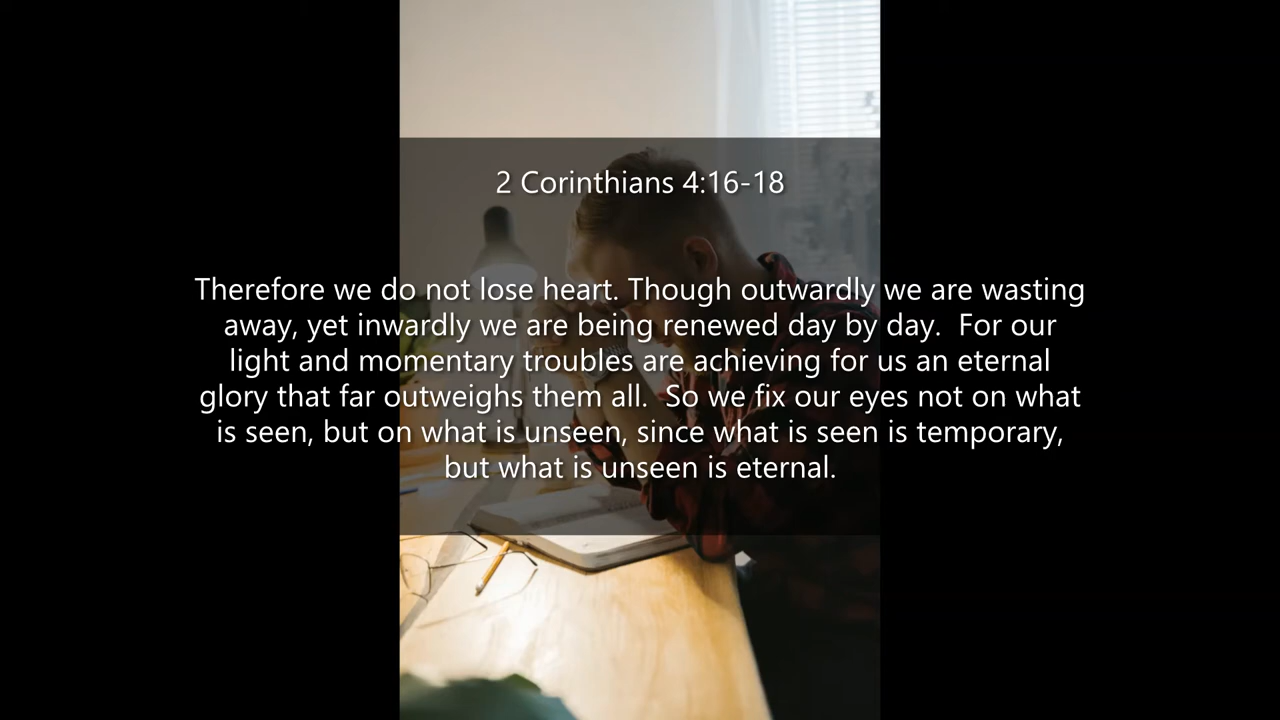 2 Corinthians 4:16-18
Therefore we do not lose heart. Though outwardly we are wasting
away, yet inwardly we are being renewed day by day.  For our
light and momentary troubles are achieving for us an eternal
glory that far outweighs them all.  So we fix our eyes not on what
is seen, but on what is unseen, since what is seen is temporary,
but what is unseen is eternal.